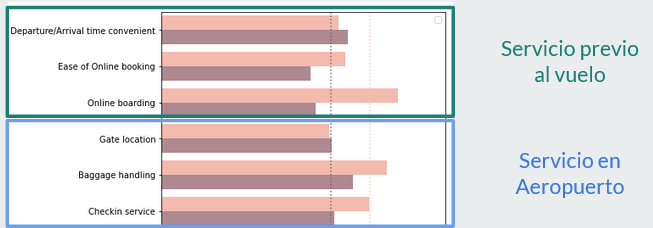 Departure/Arrival time convenient
Ease of Online booking
Online boarding
Servicio previo
al vuelo
Gate location
Baggage handling
Checkin service
Servicio en
Aeropuerto